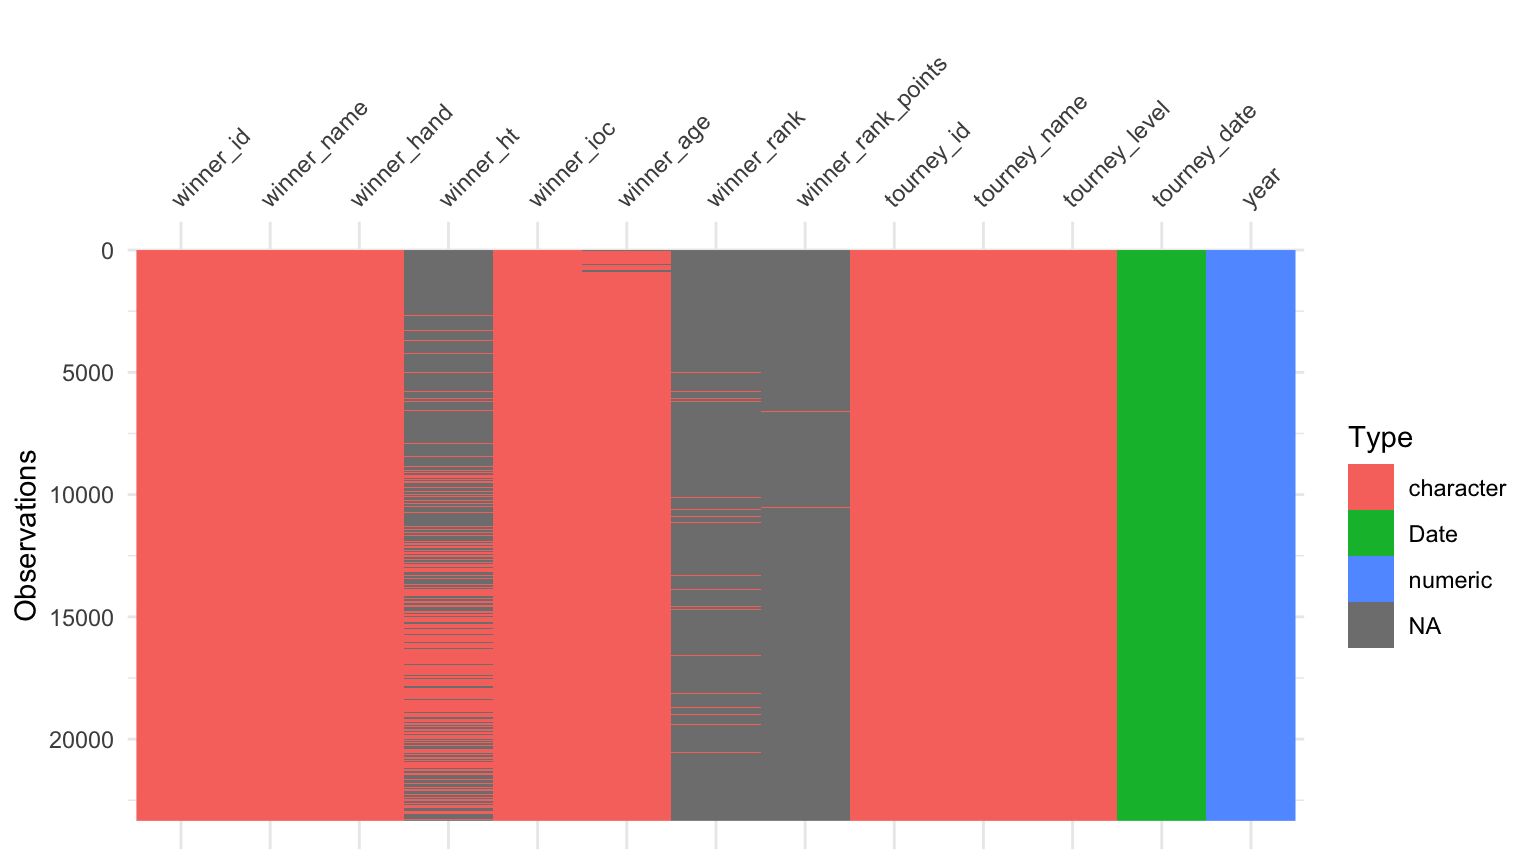 winner_id
winner_name
winner_hand
winner_ht
winner_ioc
winner_age
winner_rank
winner_rank_points
tourney_id
tourney_name
tourney_level
tourney_date
year
Observations
0
5000
10000
15000
20000
Type
character
Date
numeric
NA